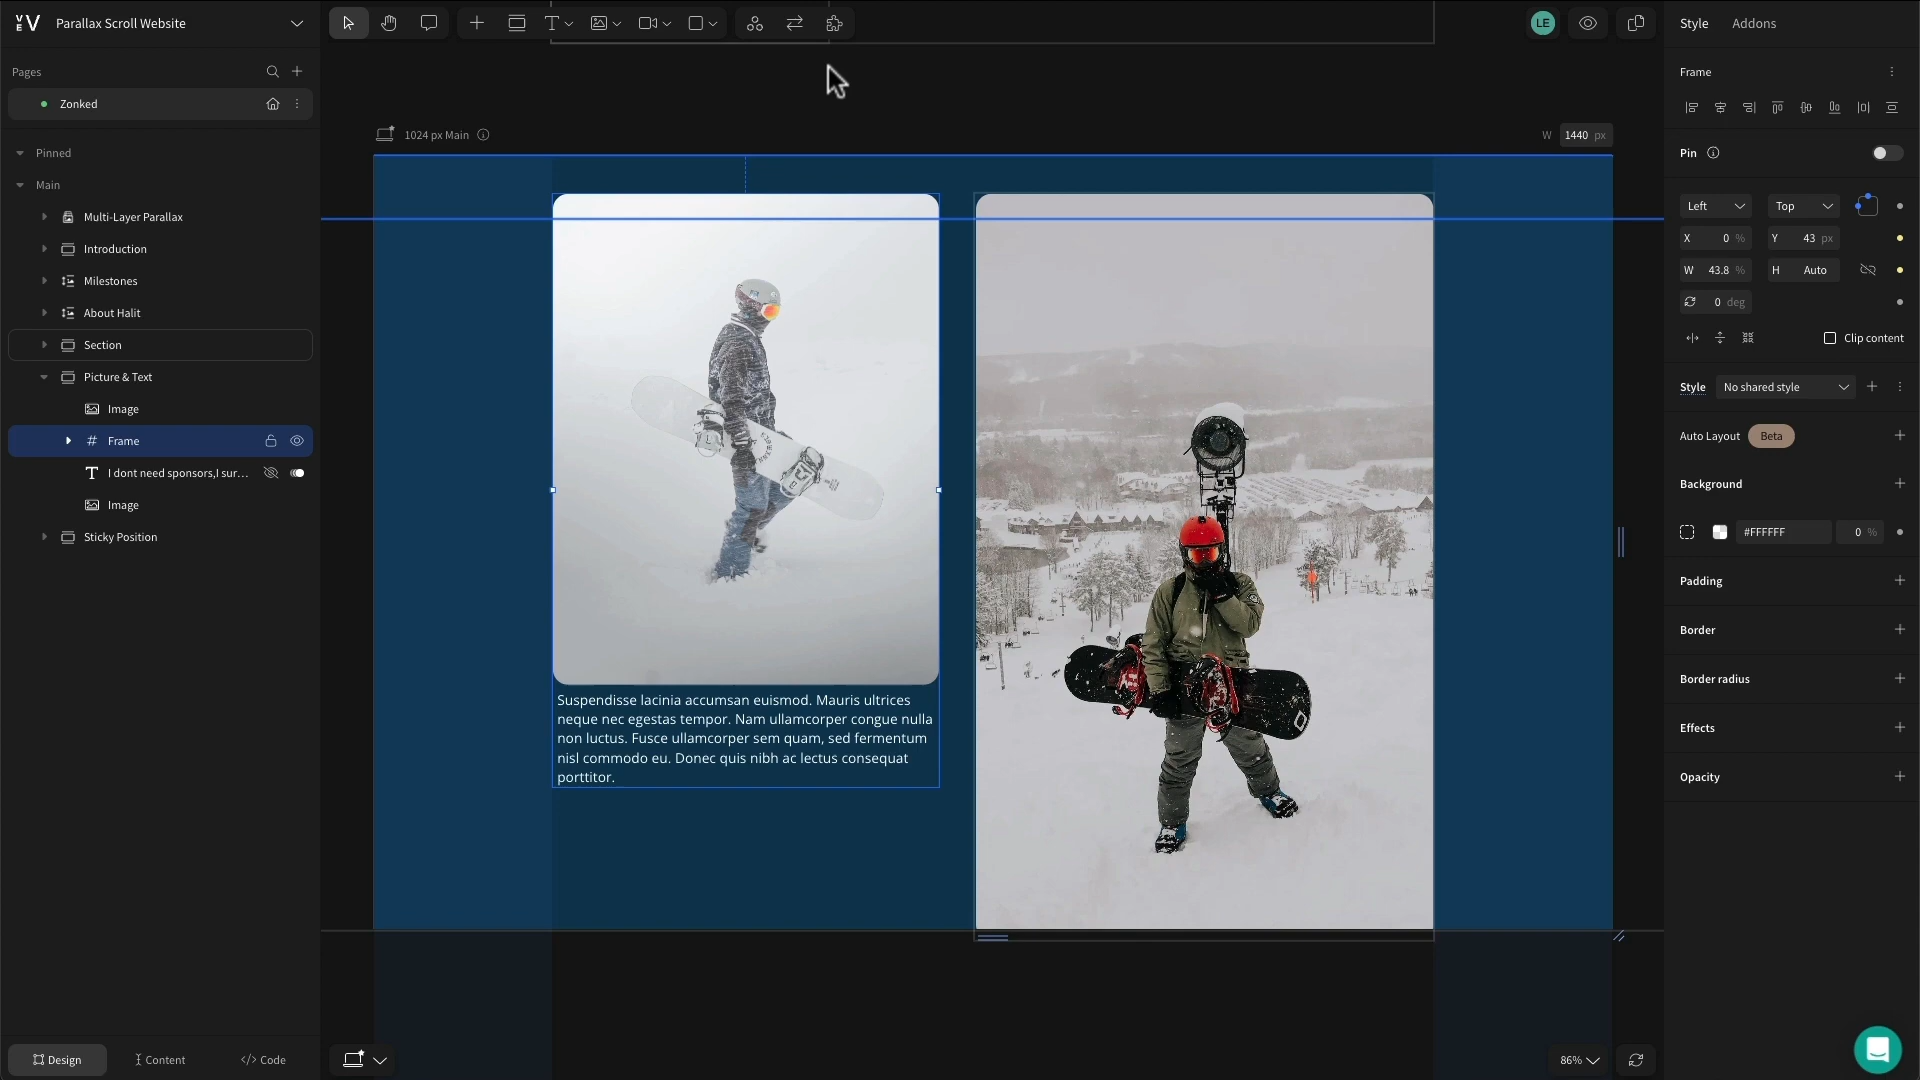 Parallax Scroll Website
LE
Style
Addons
Pages
Zonked
Pinned
Main
Multi-Layer Parallax
Introduction
Milestones
About Halit
Section
Picture & Text
Image
Frame
I dont need sponsors,I sur...
Image
Sticky Position
Design
Content
</> Code
1024 px Main
W 1440 px
Suspendisse lacinia accumsan euismod. Mauris ultrices
neque nec egestas tempor. Nam ullamcorper congue nulla
non luctus. Fusce ullamcorper sem quam, sed fermentum
nisl commodo eu. Donec quis nibh ac lectus consequat
porttitor.
86%
Frame
Pin
Left
Top
X 0 %
Y 43 px
W 43.8 %
H Auto
0 deg
Clip content
Style
No shared style
Auto Layout
Beta
Background
#FFFFFF
0 %
Padding
Border
Border radius
Effects
Opacity